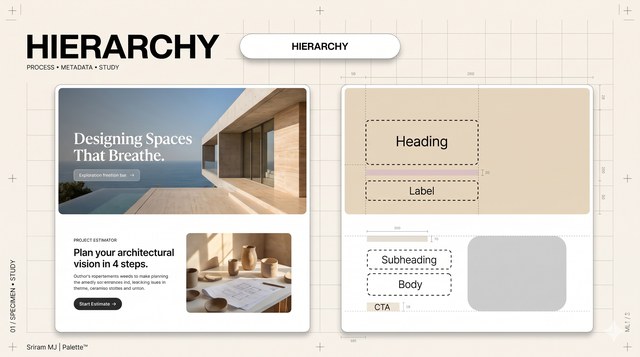 HIERARCHY
PROCESS • METADATA • STUDY
HIERARCHY
Designing Spaces
That Breathe.
PROJECT ESTIMATOR
Plan your architectural
vision in 4 steps.
Start Estimate →
Heading
Label
Subheading
Body
CTA
01 / SPECIMEN • STUDY
Sriram MJ | Palette™